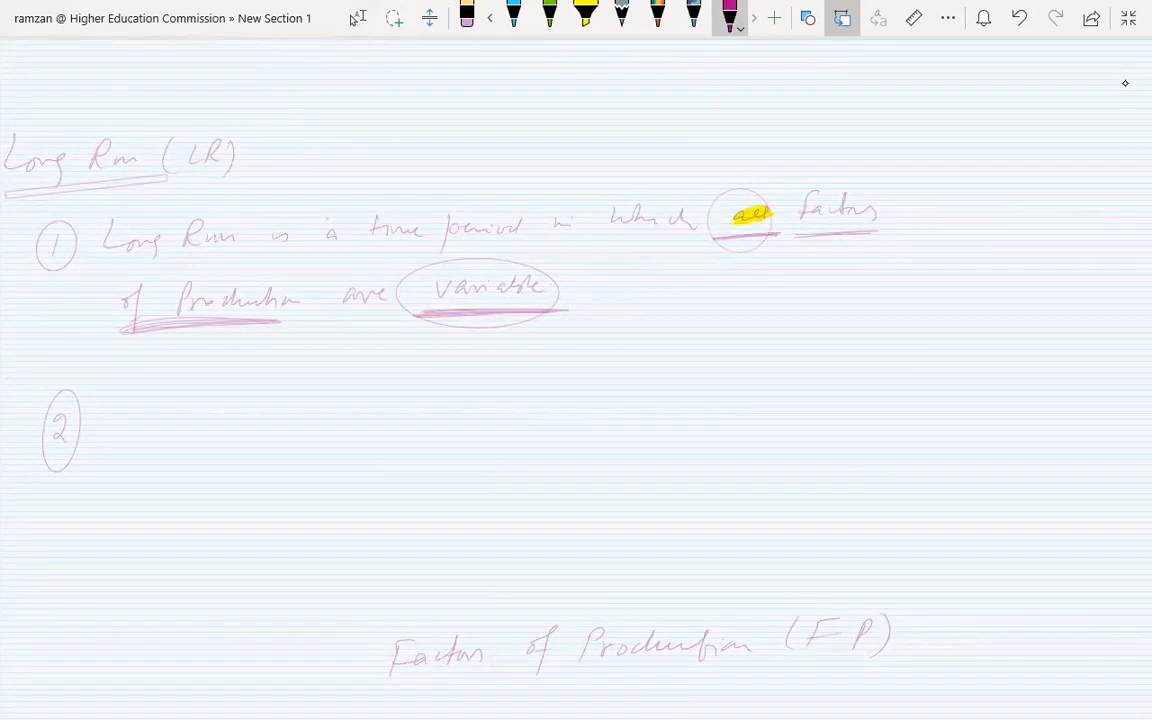 ramzan @ Higher Education Commission » New Section 1
Long Run (LR)
1 Long Run is a time period in which all factors
of Production are variable
2
Factors of Production (FP)